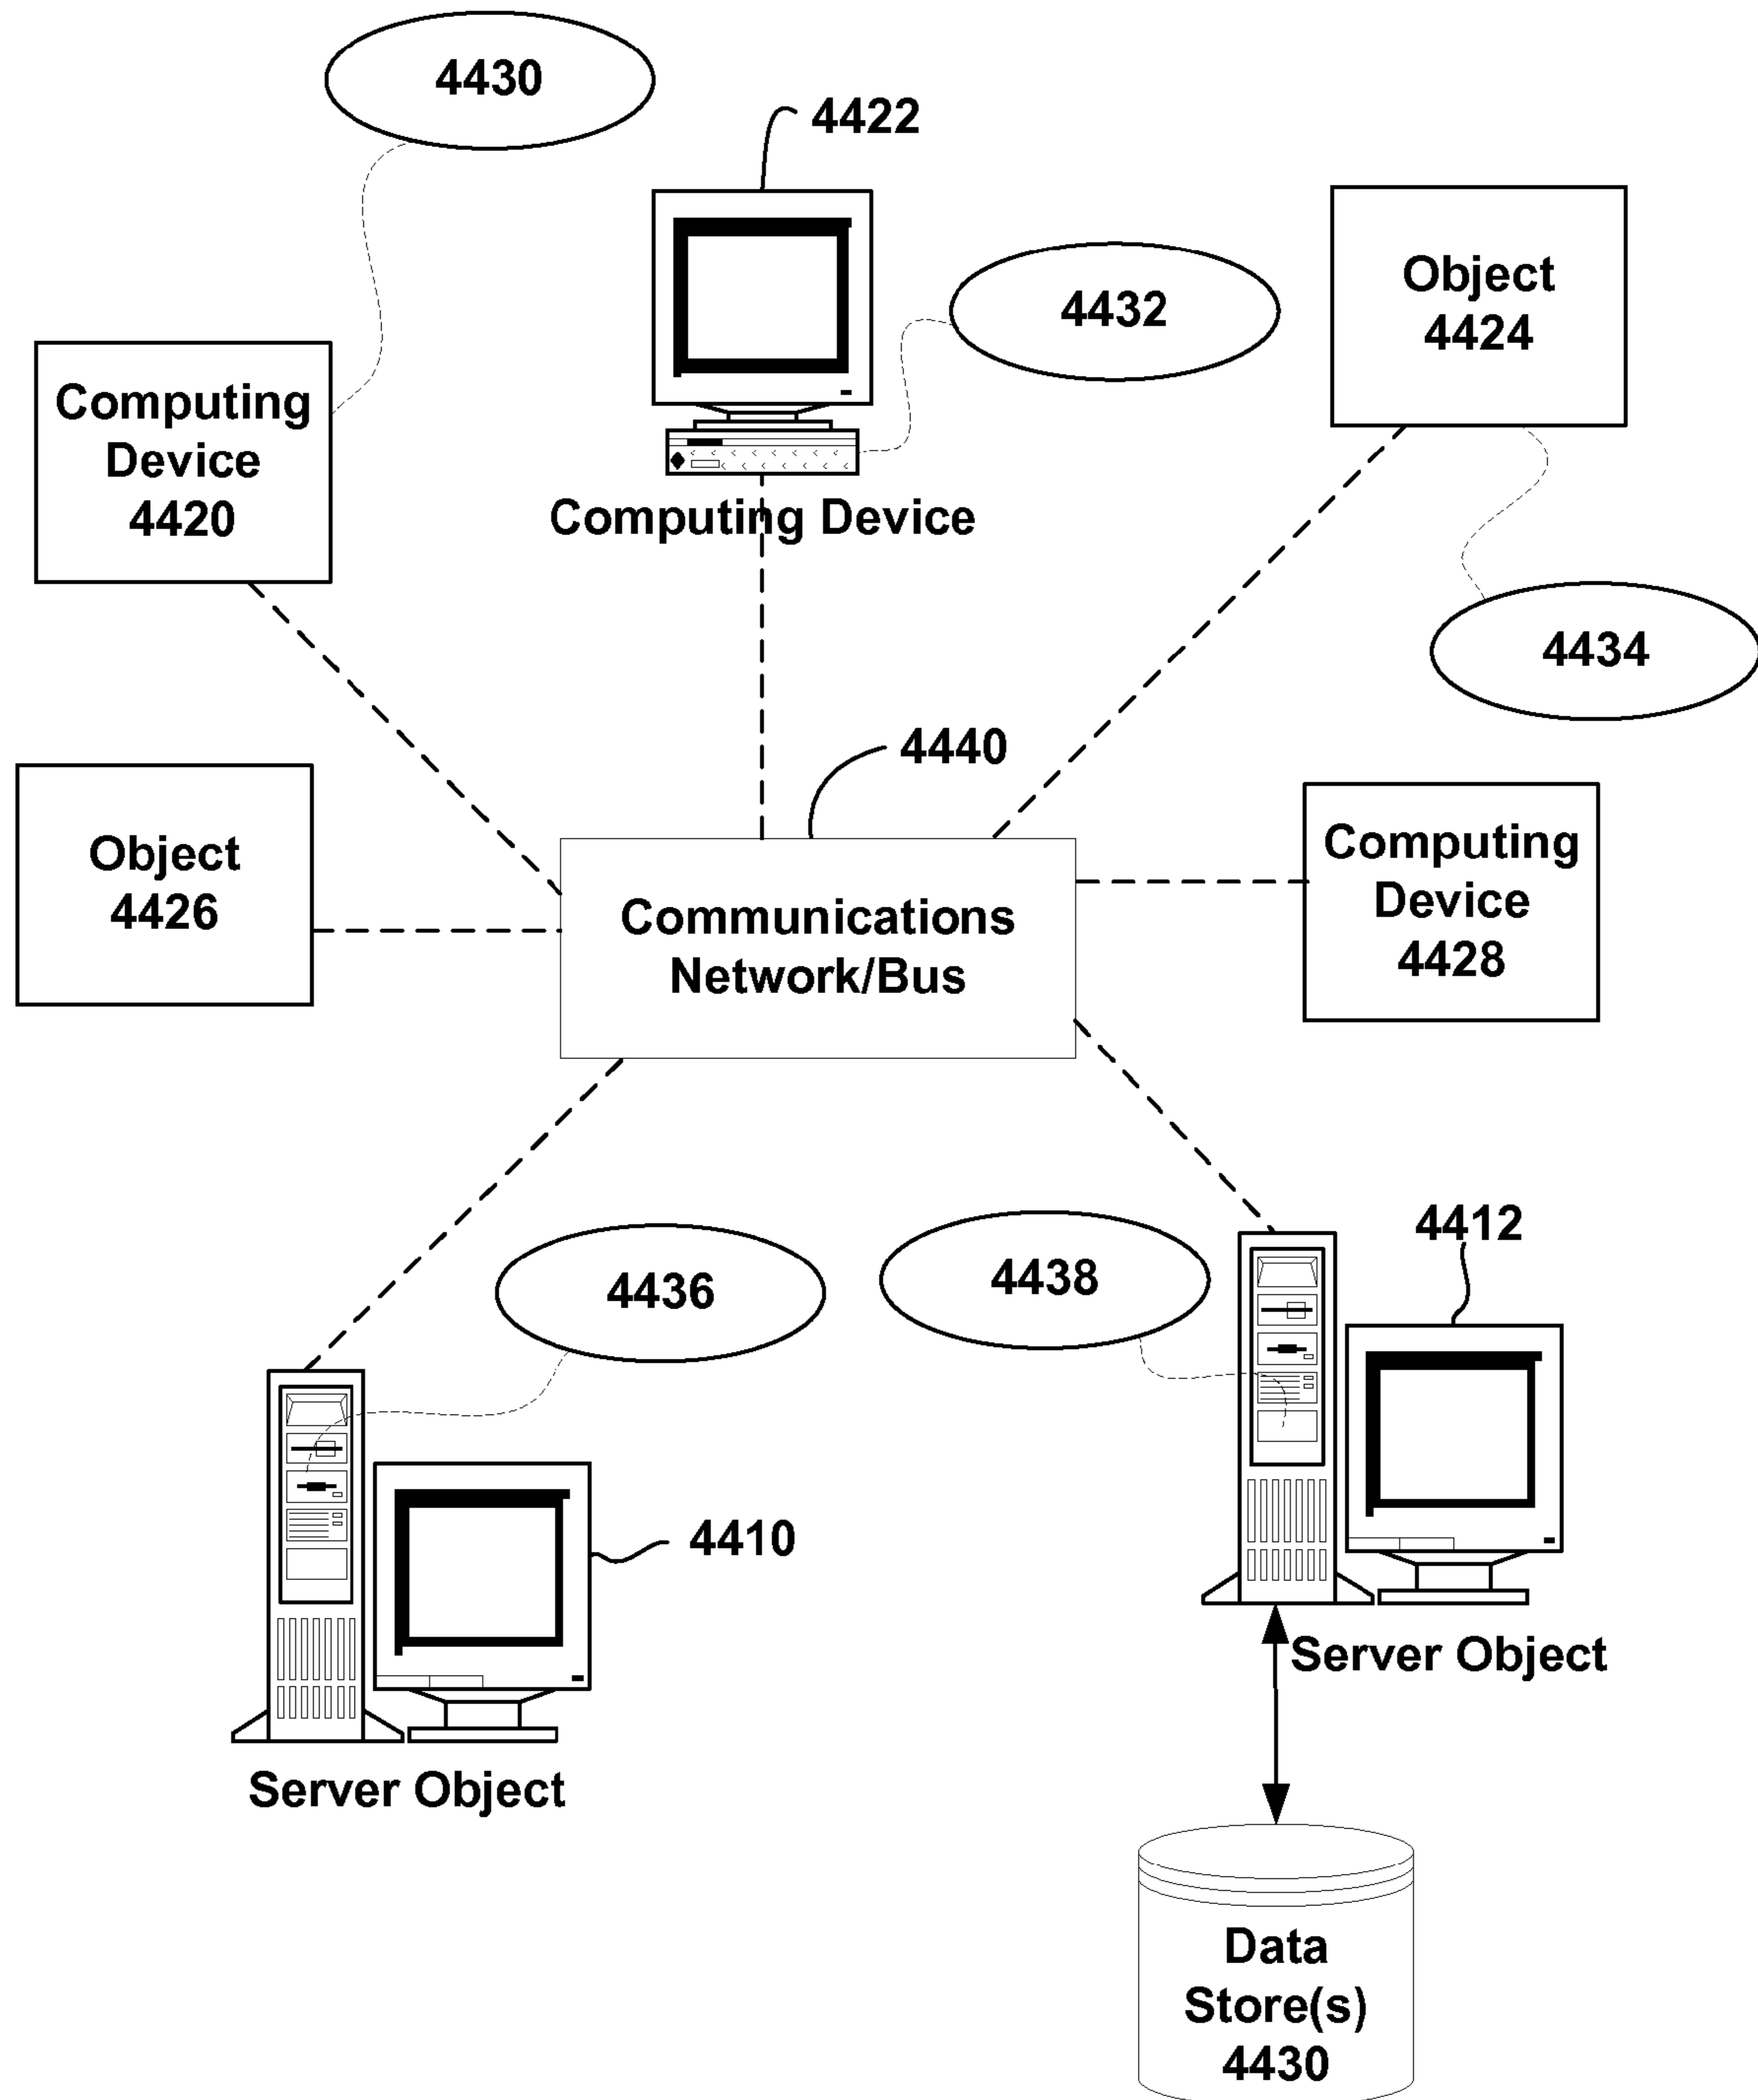 4430
4422
4432
Object
4424
Computing
Device
4420
Computing Device
4434
4440
Object
4426
Communications
Network/Bus
Computing
Device
4428
4412
4436
4438
4410
Server Object
Server Object
Data
Store(s)
4430